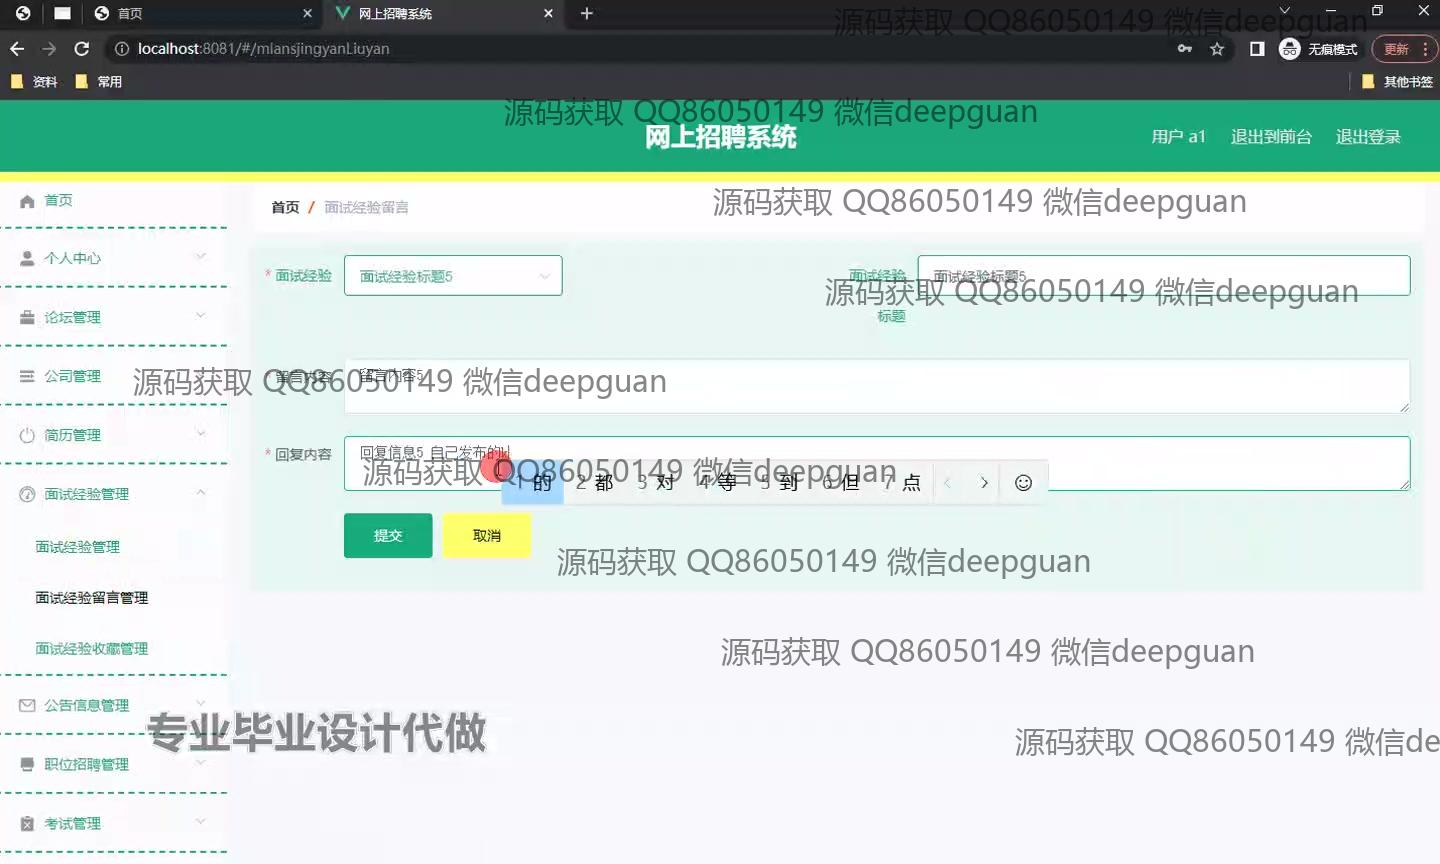 首页
网上招聘系统
源码获取 QQ86050149 微信deepguan
localhost:8081/#/mianshijingyanLiuyan
无痕模式
更新
资料
常用
其他书签
源码获取 QQ86050149 微信deepguan
网上招聘系统
用户 a1
退出到前台
退出登录
首页
首页 / 面试经验留言
源码获取 QQ86050149 微信deepguan
个人中心
* 面试经验
面试经验标题5
面试经验标题
面试经验标题5
源码获取 QQ86050149 微信deepguan
论坛管理
公司管理
* 留言内容
留言内容5
源码获取 QQ86050149 微信deepguan
简历管理
* 回复内容
回复信息5 自己发布的
源码获取 QQ86050149 微信deepguan
1 的 2 都 3 对 4 等 5 到 6 但 7 点
面试经验管理
提交
取消
面试经验管理
源码获取 QQ86050149 微信deepguan
面试经验留言管理
面试经验收藏管理
源码获取 QQ86050149 微信deepguan
公告信息管理
专业毕业设计代做
源码获取 QQ86050149 微信de
职位招聘管理
考试管理